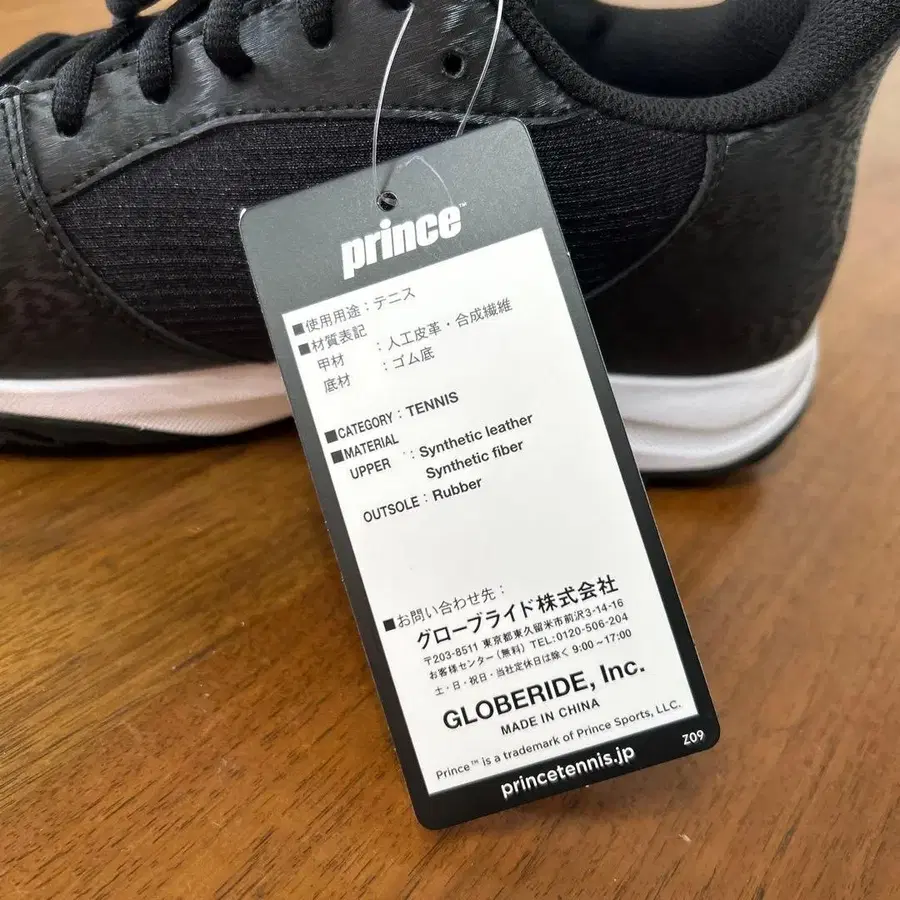 prince™
■使用用途：テニス
■材質表記
甲材 ：人工皮革・合成繊維
底材 ：ゴム底
■CATEGORY : TENNIS
■MATERIAL
UPPER : Synthetic leather
Synthetic fiber
OUTSOLE : Rubber
■お問い合わせ先：
グローブライド株式会社
〒203-8511 東京都東久留米市前沢3-14-16
お客様センター（無料）TEL:0120-506-204
土・日・祝日・当社定休日は除く 9:00～17:00
GLOBERIDE, Inc.
MADE IN CHINA
Prince™ is a trademark of Prince Sports, LLC.
princetennis.jp
Z09